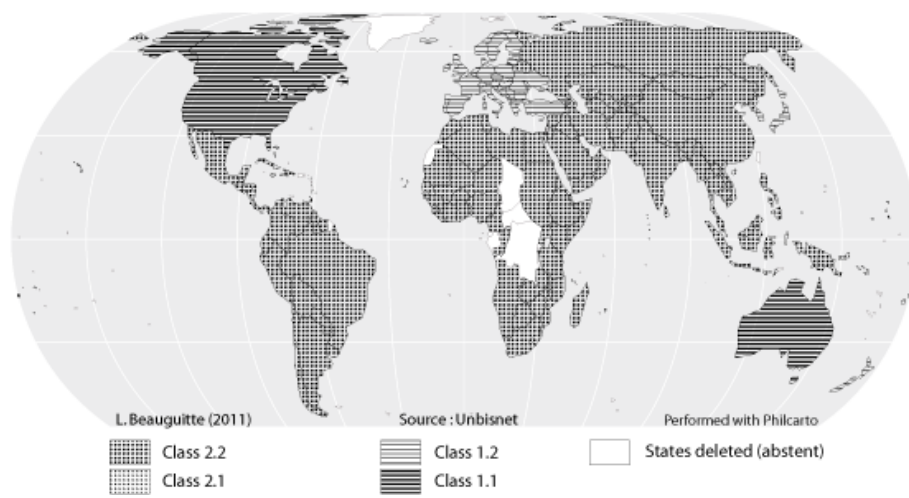 L. Beauguitte (2011) Source : Unbisnet Performed with Philcarto
Class 2.2 Class 1.2 States deleted (abstent)
Class 2.1 Class 1.1